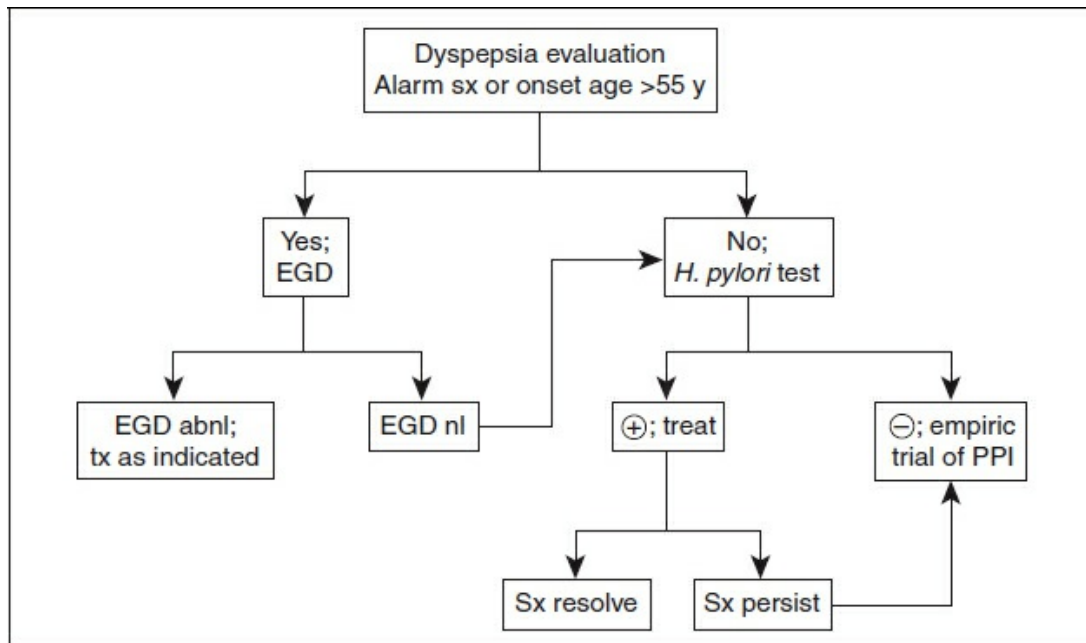 Dyspepsia evaluation
Alarm sx or onset age >55 y
Yes;
EGD
No;
H. pylori test
EGD abnl;
tx as indicated
EGD nl
⊕; treat
⊖; empiric
trial of PPI
Sx resolve
Sx persist